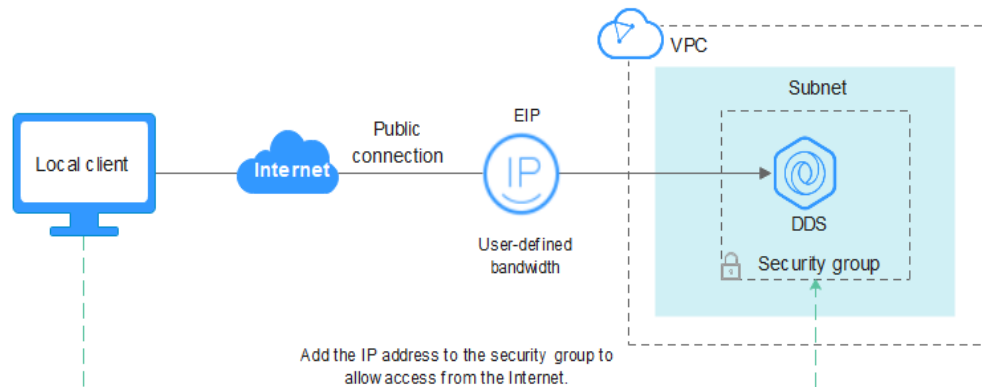 VPC
Subnet
EIP
Public
connection
Local client
Internet
IP
DDS
User-defined
bandwidth
Security group
Add the IP address to the security group to
allow access from the Internet.